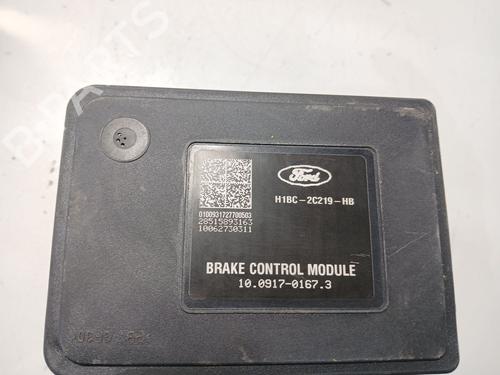 Ford
H1BC-2C219-HB
0100931727700503
28515893163
10062730311
BRAKE CONTROL MODULE
10.0917-0167.3